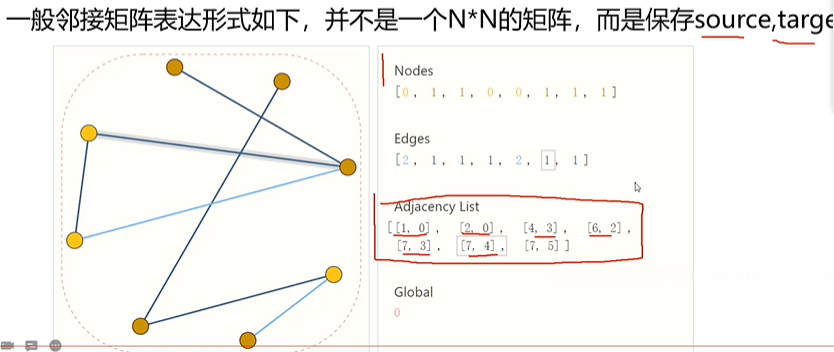 一般邻接矩阵表达形式如下，并不是一个N*N的矩阵，而是保存source,targe
Nodes
[0, 1, 1, 0, 0, 1, 1, 1]
Edges
[2, 1, 1, 1, 2, 1, 1]
Adjacency List
[[1, 0], [2, 0], [4, 3], [6, 2],
[7, 3], [7, 4], [7, 5]]
Global
0